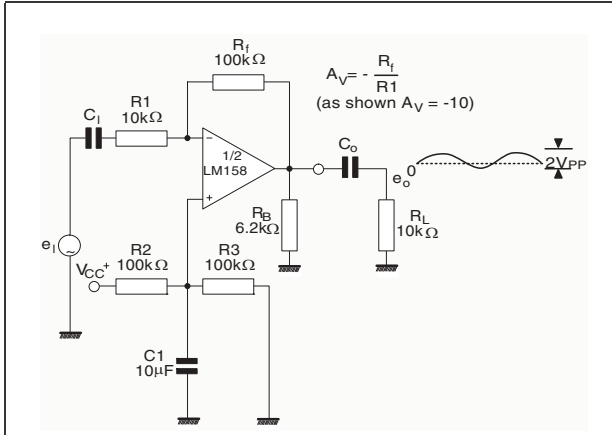 Rf
100kΩ
AV = - Rf
R1
(as shown AV = -10)
CI
R1
10kΩ
1/2
LM158
Co
0
eo
2VPP
RB
6.2kΩ
RL
10kΩ
eI
VCC+
R2
100kΩ
R3
100kΩ
C1
10µF